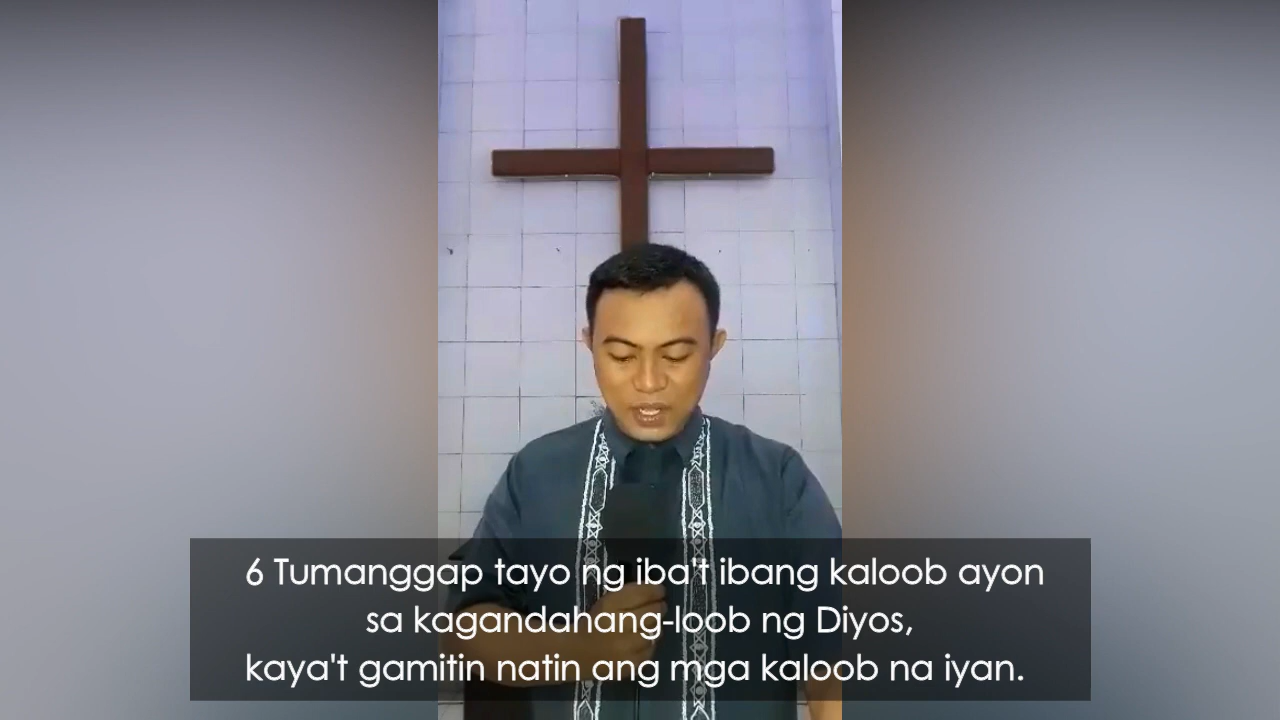 6 Tumanggap tayo ng iba't ibang kaloob ayon
sa kagandahang-loob ng Diyos,
kaya't gamitin natin ang mga kaloob na iyan.